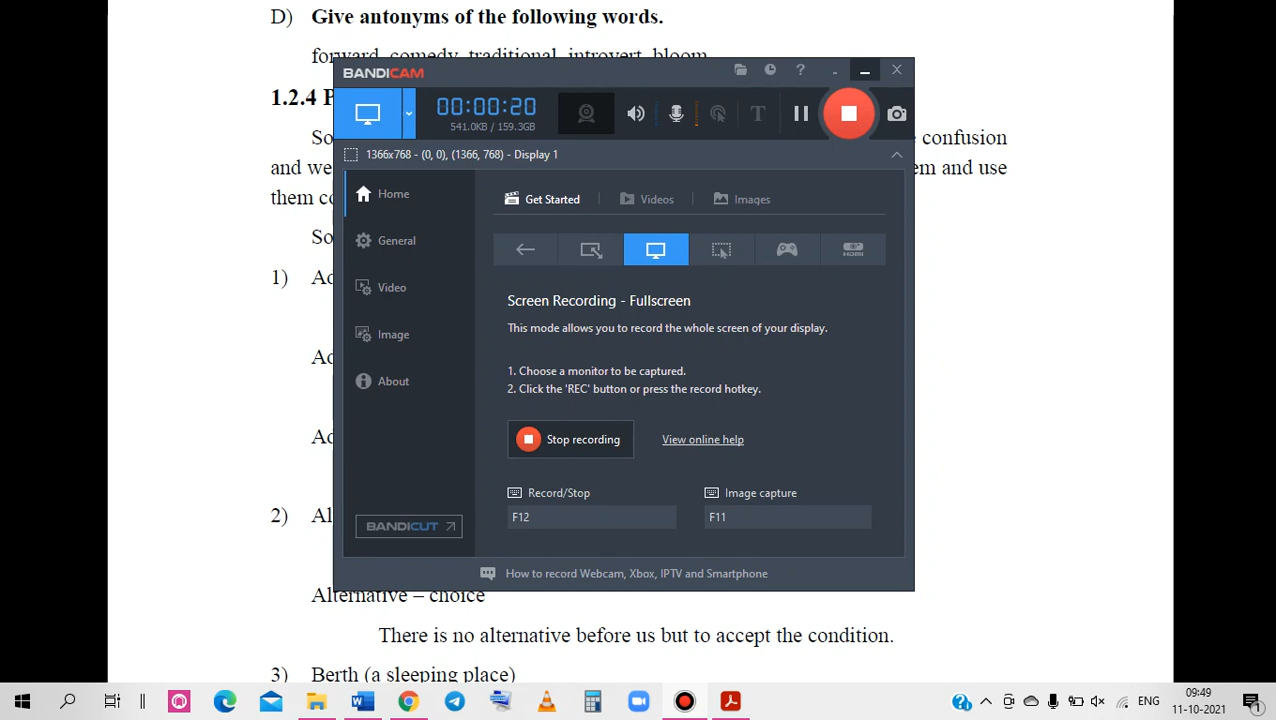 D) Give antonyms of the following words.
forward, comedy, traditional, introvert, bloom
BANDICAM
1.2.4
00:00:20
541.0KB / 159.3GB
T
So
confusion
1366x768 - (0, 0), (1366, 768) - Display 1
and we
em and use
Home
Get Started
Videos
Images
them co
So
General
HDMI
1)
Screen Recording - Fullscreen
Video
This mode allows you to record the whole screen of your display.
Image
1. Choose a monitor to be captured.
2. Click the 'REC' button or press the record hotkey.
About
Stop recording
View online help
Record/Stop
Image capture
2) Al
F12
F11
BANDICUT
How to record Webcam, Xbox, IPTV and Smartphone
Alternative – choice
There is no alternative before us but to accept the condition.
3) Berth (a sleeping place)
ENG
09:49
11-10-2021